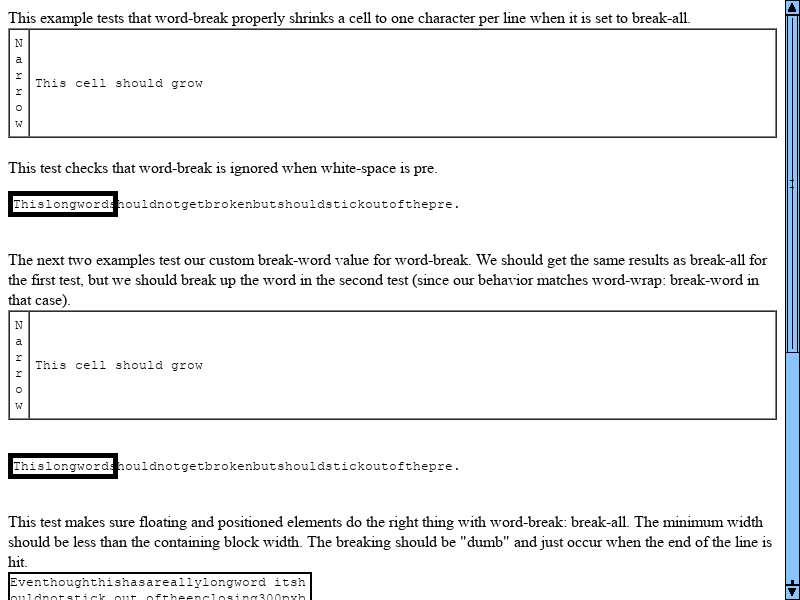 This example tests that word-break properly shrinks a cell to one character per line when it is set to break-all.
N
a
r
r
o
w
This cell should grow
This test checks that word-break is ignored when white-space is pre.
Thislongwordshouldnotgetbrokenbutshouldstickoutofthepre.
The next two examples test our custom break-word value for word-break. We should get the same results as break-all for
the first test, but we should break up the word in the second test (since our behavior matches word-wrap: break-word in
that case).
N
a
r
r
o
w
This cell should grow
Thislongwordshouldnotgetbrokenbutshouldstickoutofthepre.
This test makes sure floating and positioned elements do the right thing with word-break: break-all. The minimum width
should be less than the containing block width. The breaking should be "dumb" and just occur when the end of the line is
hit.
Eventhoughthishasareallylongword itsh
ouldnotstick out oftheenclosing300pxb